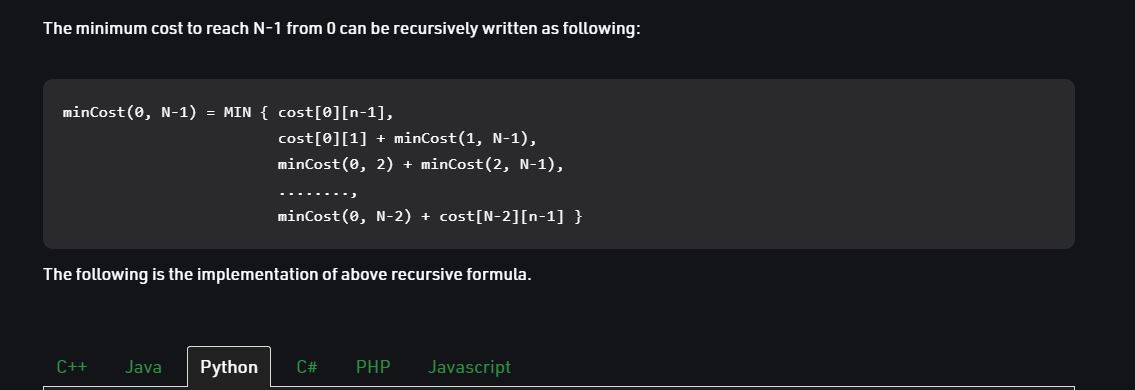 The minimum cost to reach N-1 from 0 can be recursively written as following:
minCost(0, N-1) = MIN { cost[0][n-1],
cost[0][1] + minCost(1, N-1),
minCost(0, 2) + minCost(2, N-1),
........,
minCost(0, N-2) + cost[N-2][n-1] }
The following is the implementation of above recursive formula.
C++ Java Python C# PHP Javascript